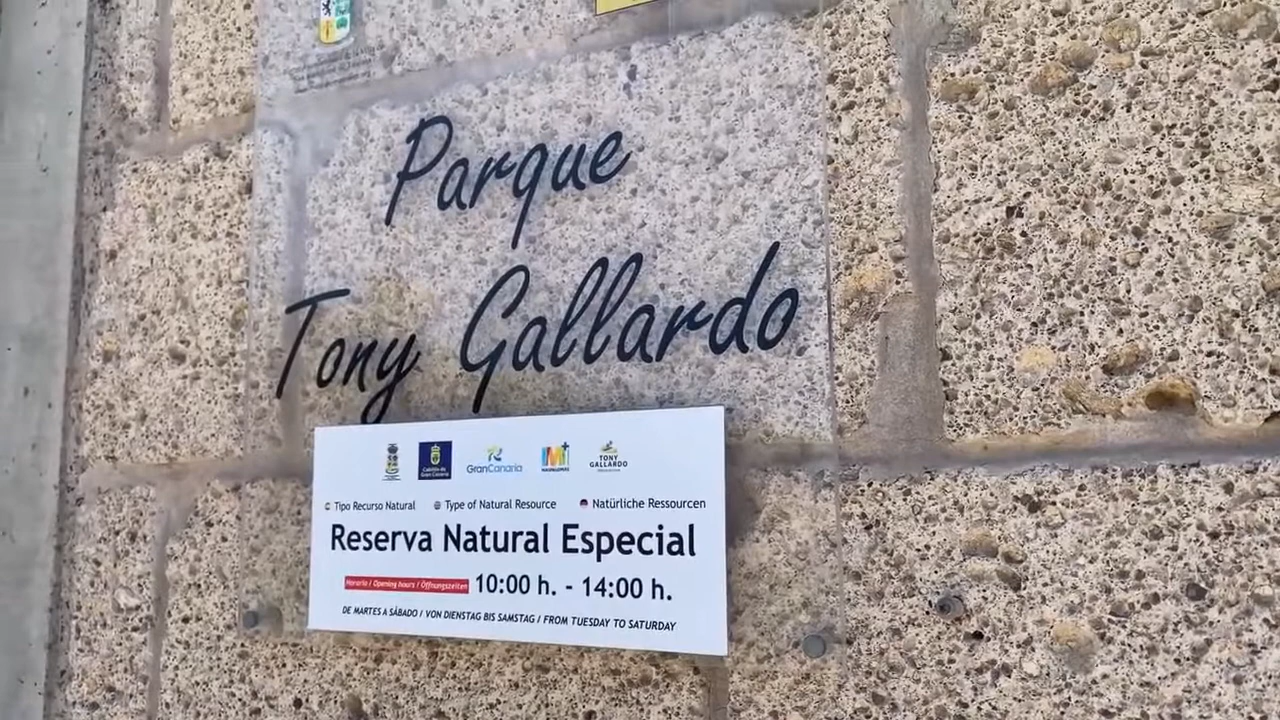 Parque
Tony Gallardo
Cabildo de
Gran Canaria
GranCanaria
MASPALOMAS
TONY
GALLARDO
Tipo Recurso Natural
Type of Natural Resource
Natürliche Ressourcen
Reserva Natural Especial
Horario / Opening hours / Öffnungszeiten 10:00 h. - 14:00 h.
DE MARTES A SÁBADO / VON DIENSTAG BIS SAMSTAG / FROM TUESDAY TO SATURDAY